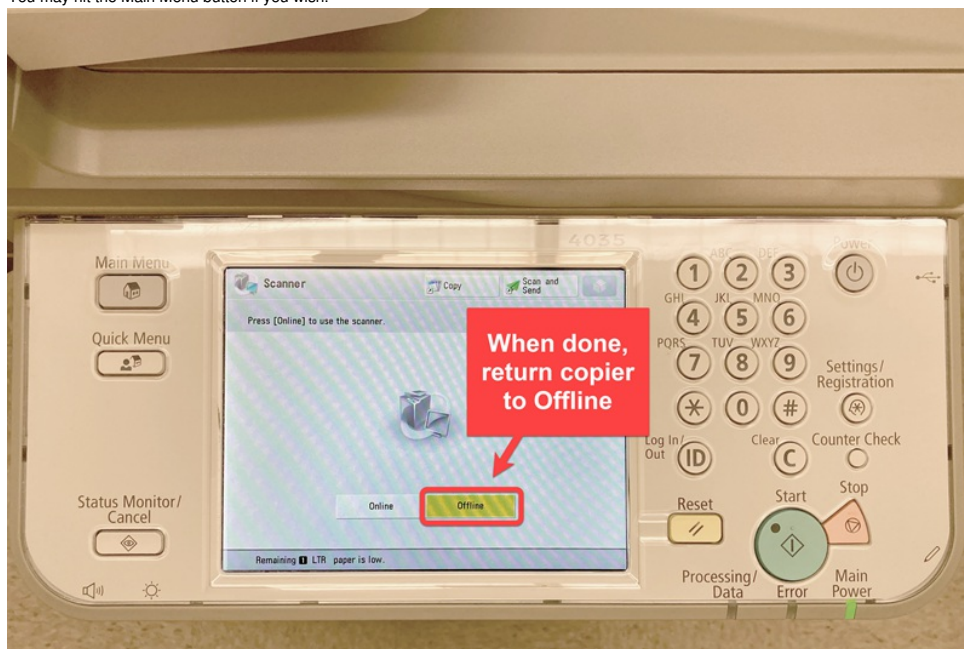 You may hit the Main Menu button if you wish.
4035
Main Menu
Quick Menu
Status Monitor/
Cancel
Scanner
Copy
Scan and
Send
Press [Online] to use the scanner.
When done,
return copier
to Offline
Online
Offline
Remaining 1 LTR paper is low.
ABC
DEF
1
2
3
GHI
JKL
MNO
4
5
6
PQRS
TUV
WXYZ
7
8
9
0
#
Log In/
Out
ID
Clear
C
Power
Settings/
Registration
Counter Check
Reset
Start
Stop
Processing/
Data
Error
Main
Power